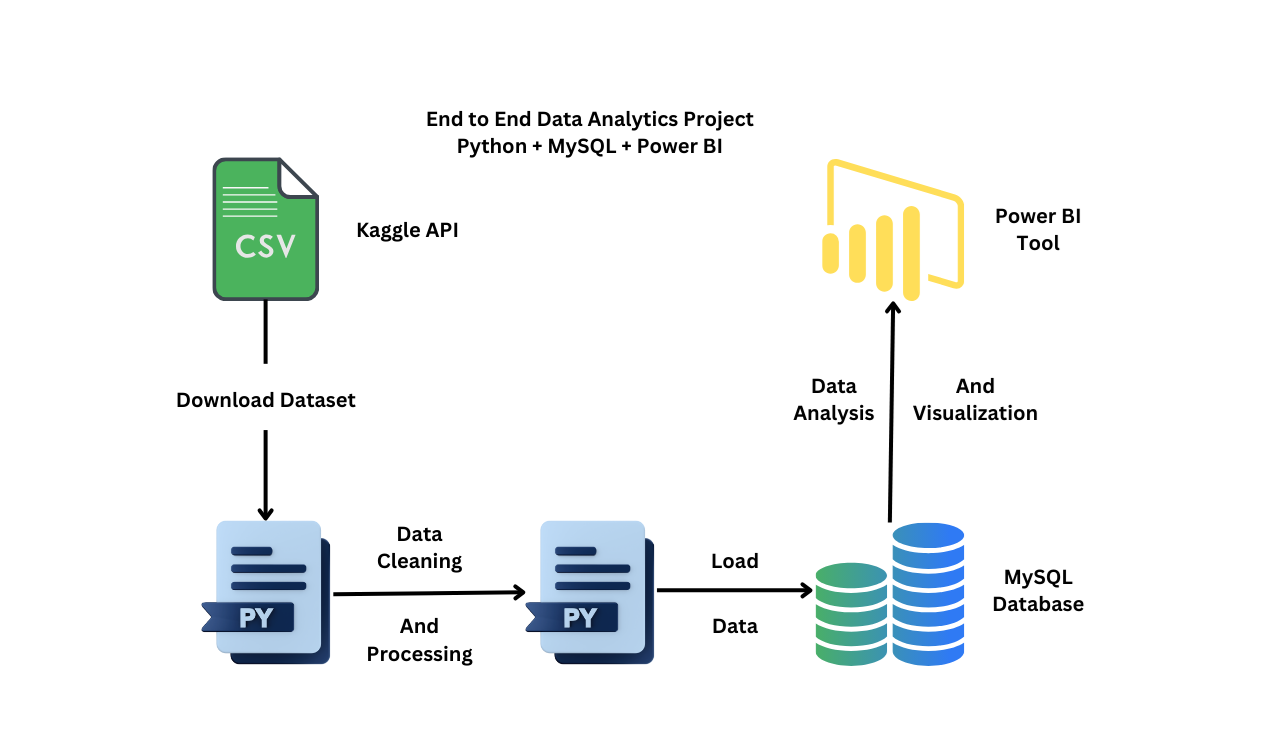 End to End Data Analytics Project
Python + MySQL + Power BI
CSV
Kaggle API
Power BI
Tool
Download Dataset
Data
Analysis
And
Visualization
PY
Data
Cleaning
And
Processing
PY
Load
Data
MySQL
Database